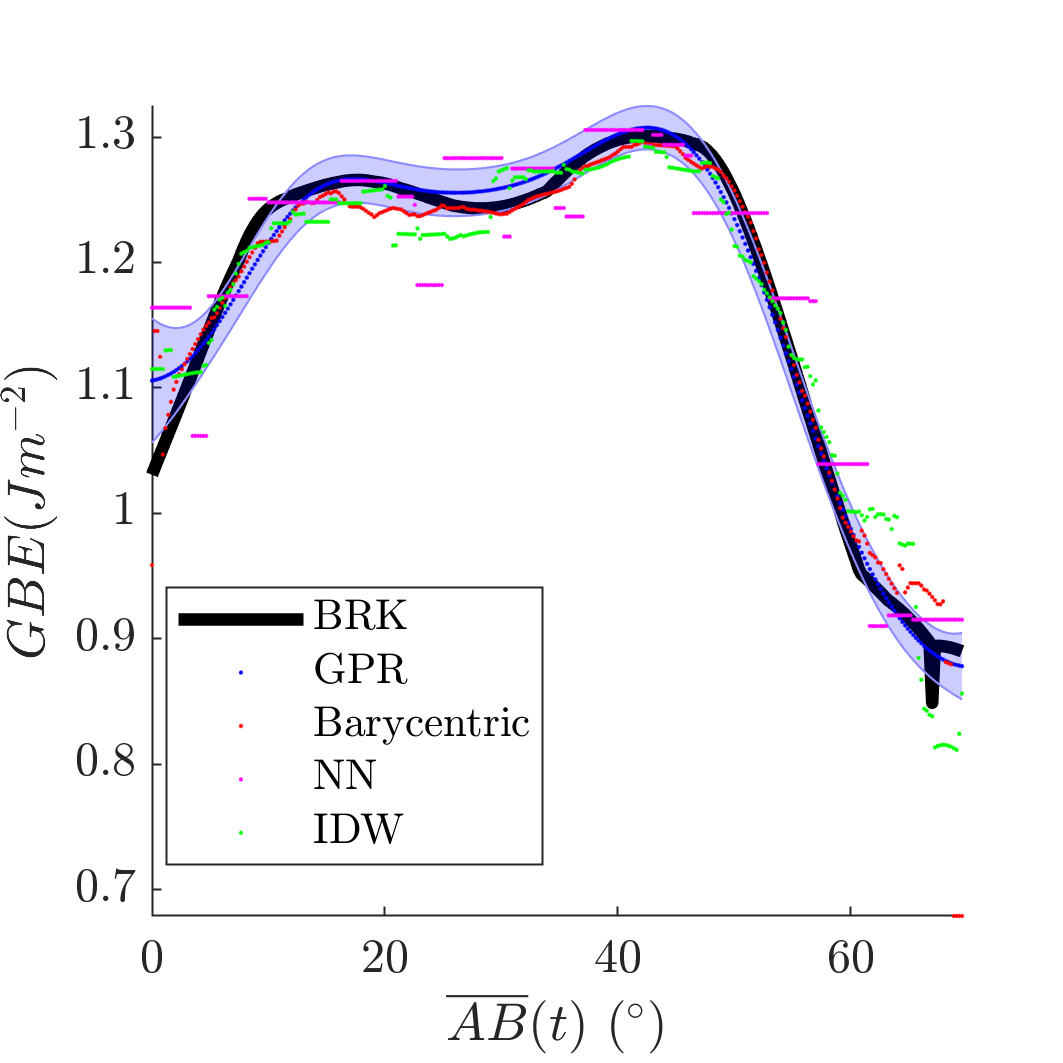 1.3
1.2
1.1
1
0.9
0.8
0.7
GBE(Jm⁻²)
BRK
GPR
Barycentric
NN
IDW
0 20 40 60
A̅B̅(t) (°)